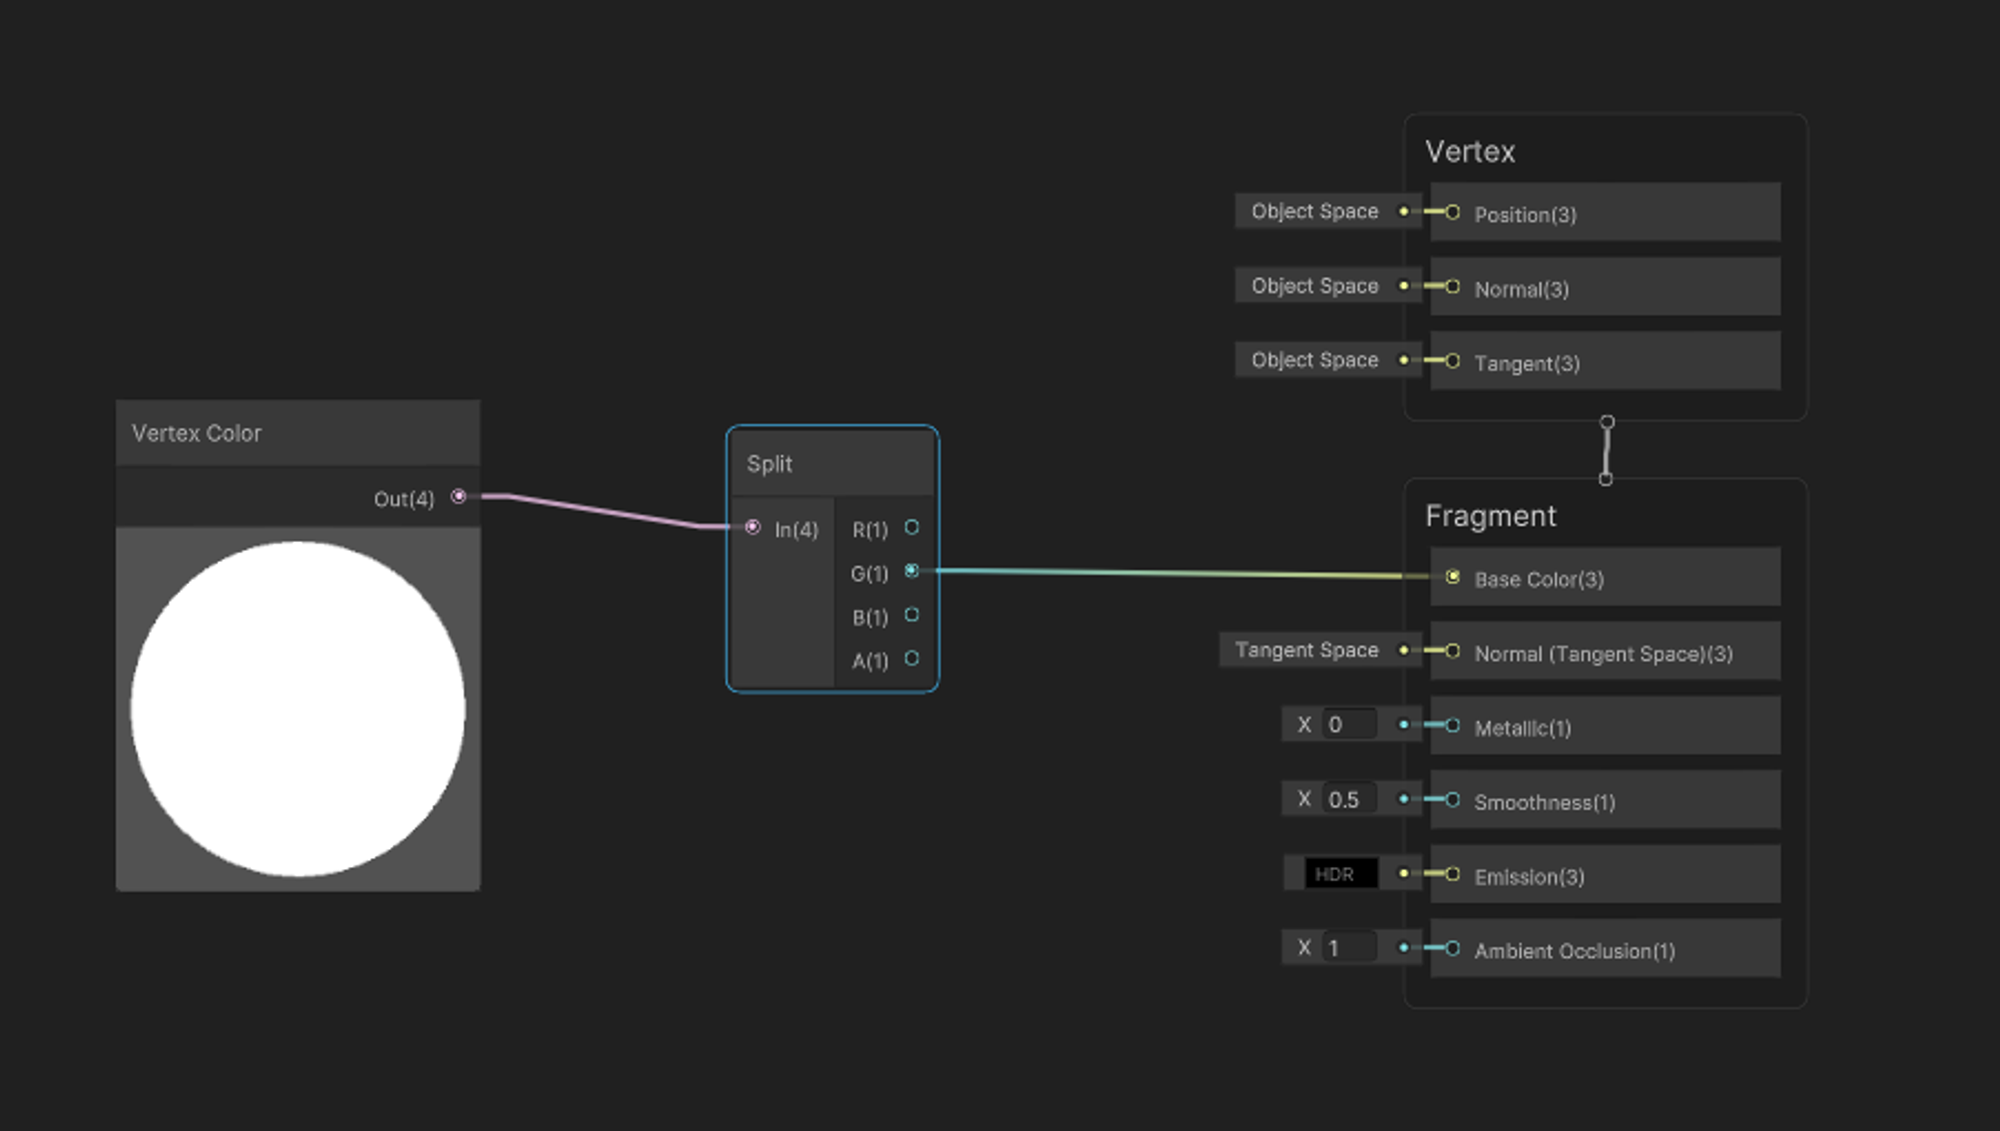 Vertex Color
Out(4)
Split
In(4)
R(1)
G(1)
B(1)
A(1)
Vertex
Object Space
Position(3)
Object Space
Normal(3)
Object Space
Tangent(3)
Fragment
Base Color(3)
Tangent Space
Normal (Tangent Space)(3)
X 0
Metallic(1)
X 0.5
Smoothness(1)
HDR
Emission(3)
X 1
Ambient Occlusion(1)